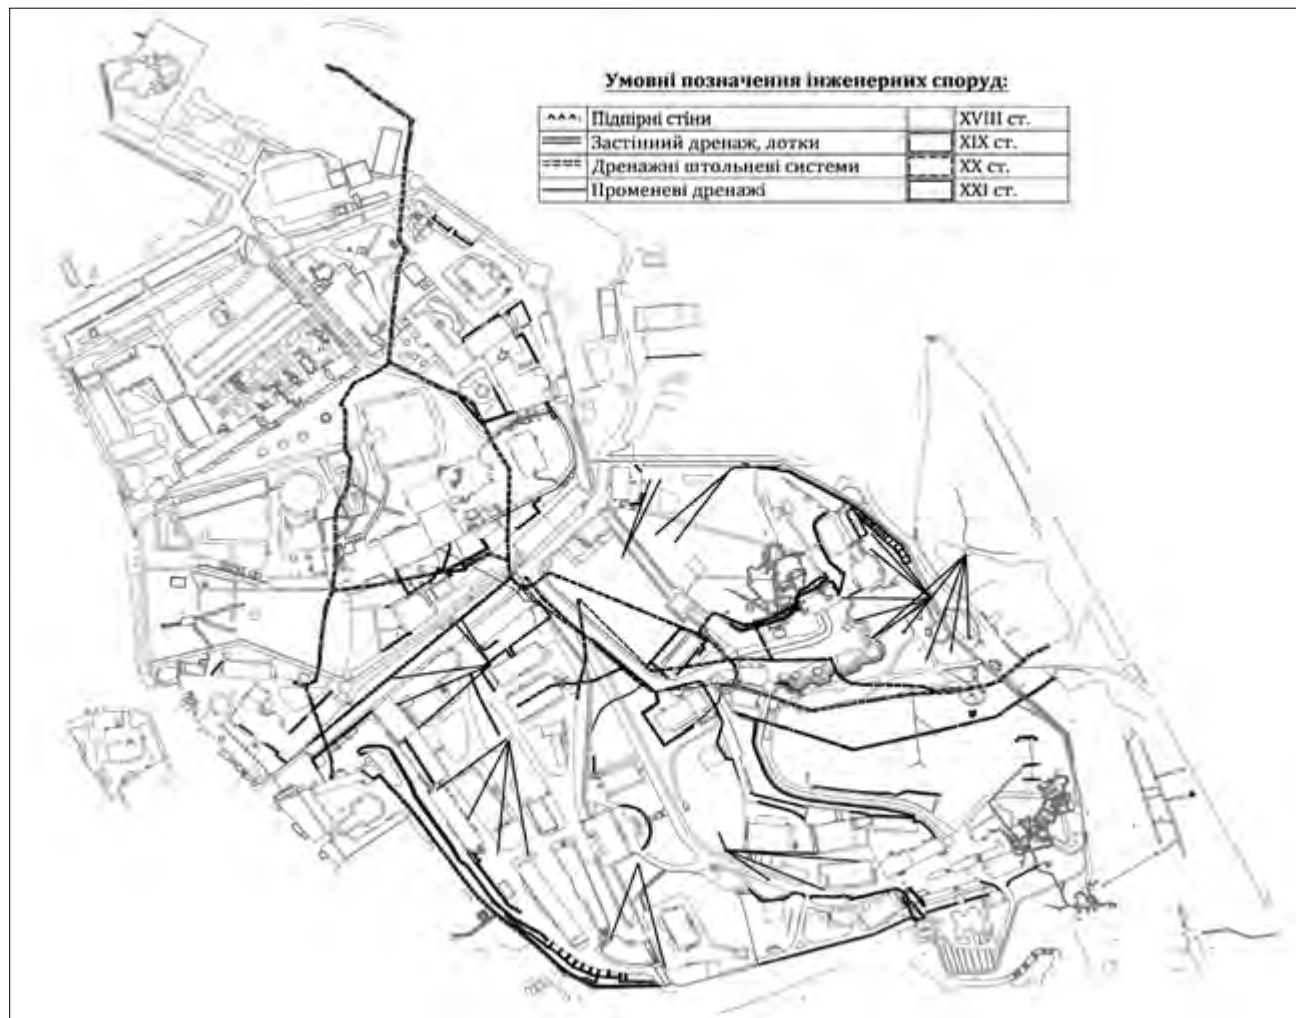 Умовні позначення інженерних споруд:
Підпірні стіни XVIII ст.
Застінний дренаж, лотки XIX ст.
Дренажні штольневі системи XX ст.
Променеві дренажі XXI ст.